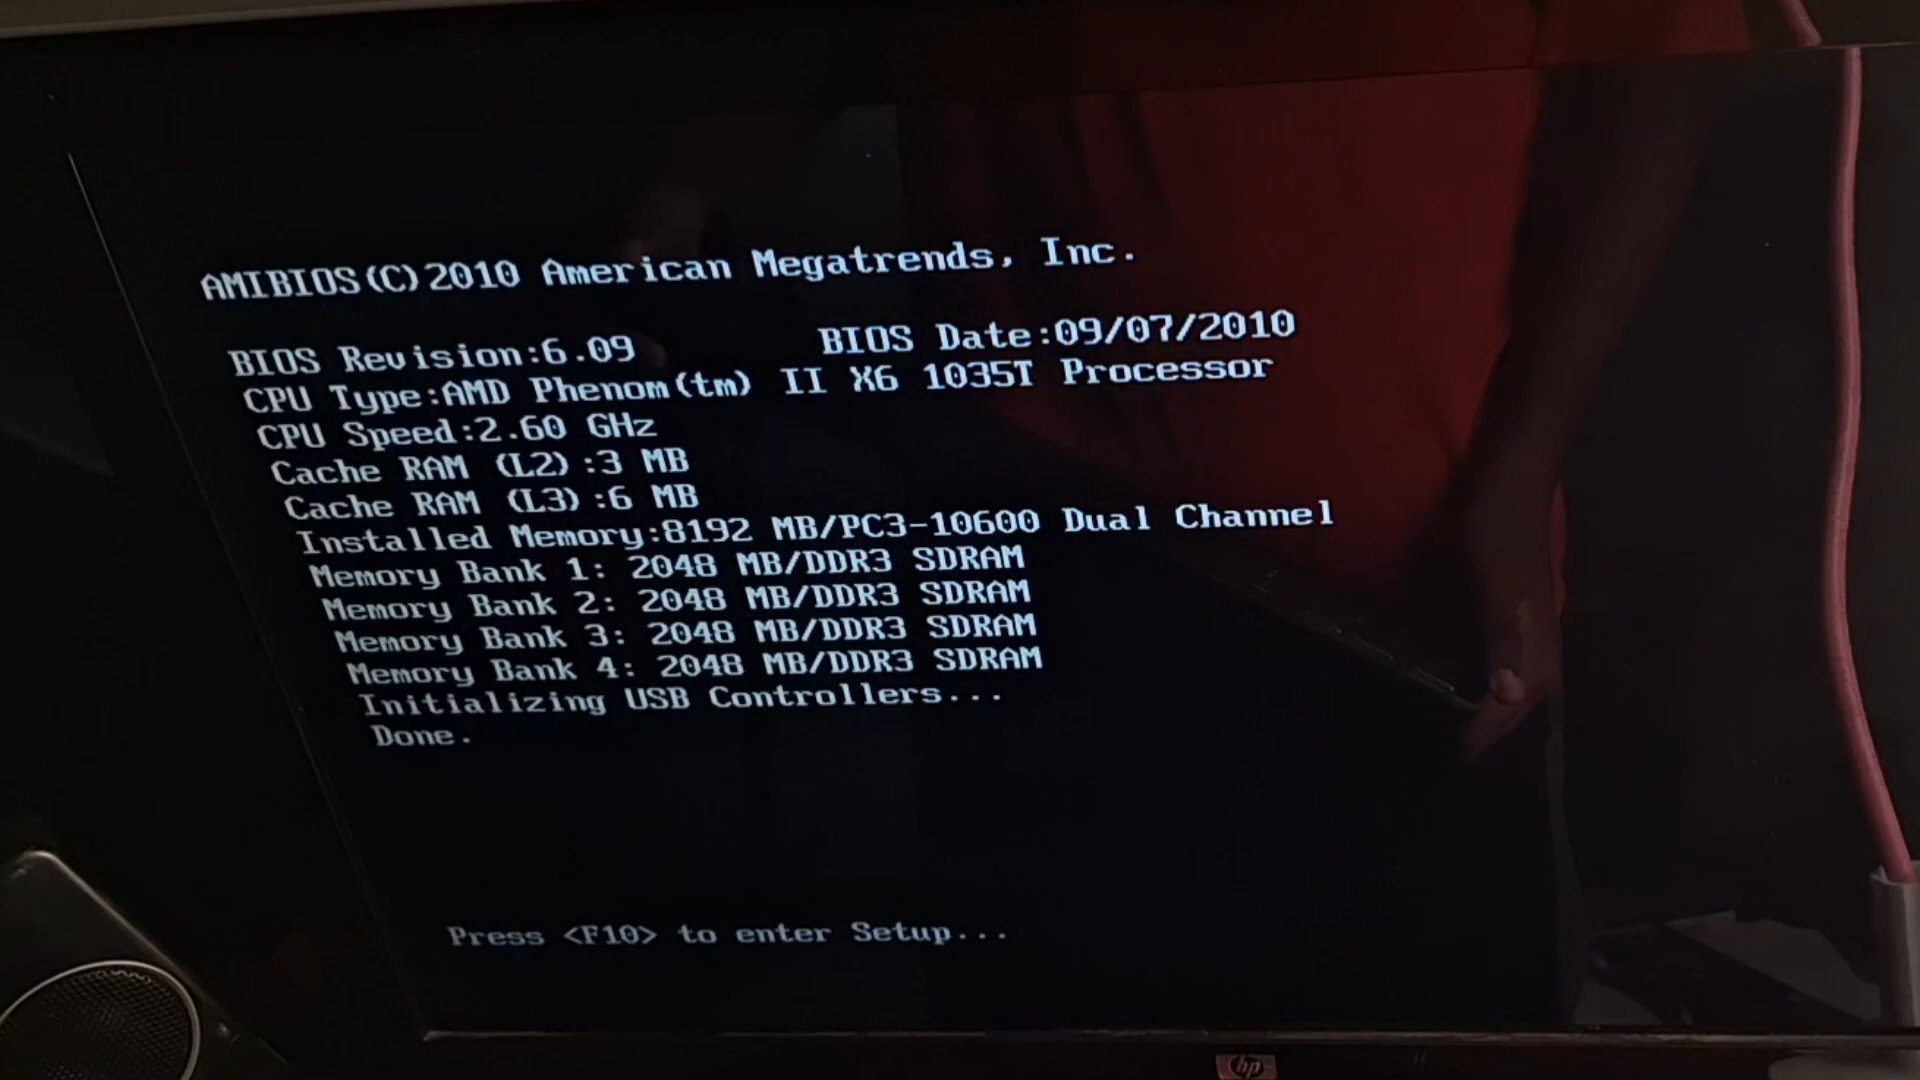 AMIBIOS(C)2010 American Megatrends, Inc.
BIOS Revision:6.09 BIOS Date:09/07/2010
CPU Type:AMD Phenom(tm) II X6 1035T Processor
CPU Speed:2.60 GHz
Cache RAM (L2) :3 MB
Cache RAM (L3) :6 MB
Installed Memory:8192 MB/PC3-10600 Dual Channel
Memory Bank 1: 2048 MB/DDR3 SDRAM
Memory Bank 2: 2048 MB/DDR3 SDRAM
Memory Bank 3: 2048 MB/DDR3 SDRAM
Memory Bank 4: 2048 MB/DDR3 SDRAM
Initializing USB Controllers...
Done.
Press <F10> to enter Setup...
hp